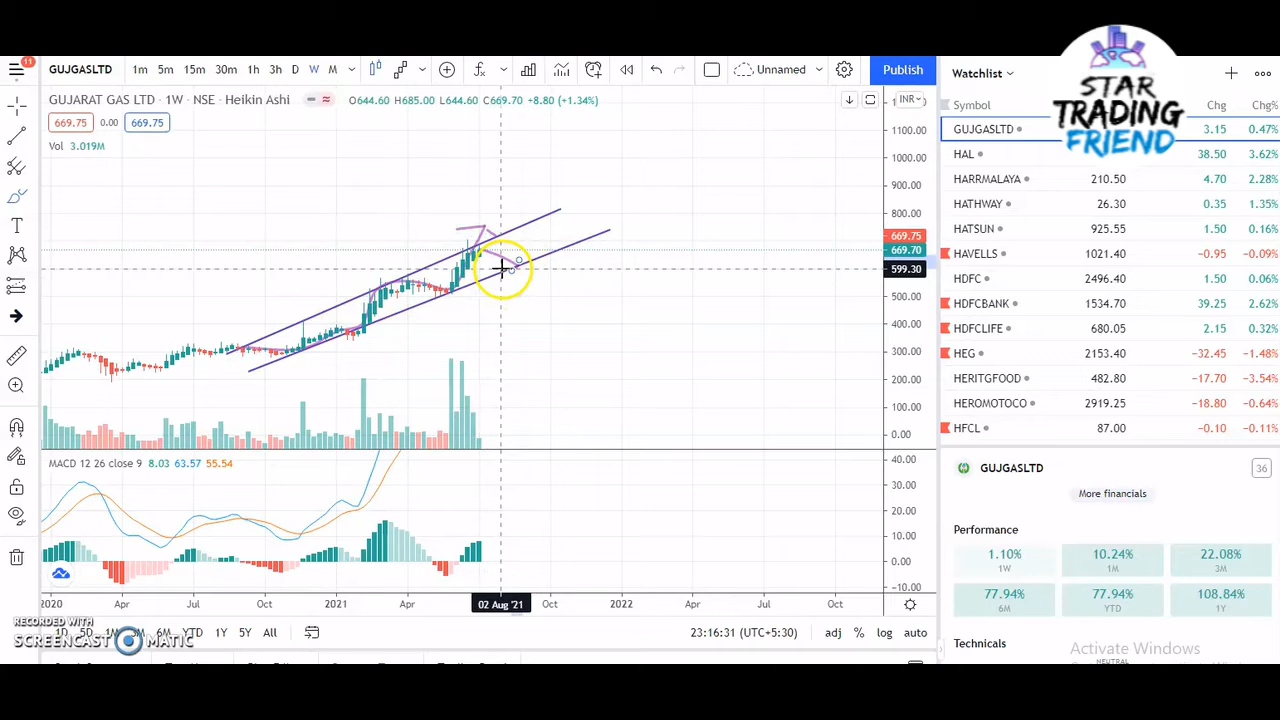 GUJGASLTD 1m 5m 15m 30m 1h 3h D W M Unnamed Publish
11
GUJARAT GAS LTD · 1W · NSE · Heikin Ashi O644.60 H685.00 L644.60 C669.70 +8.80 (+1.34%)
669.75 0.00 669.75
Vol 3.019M
INR
1100.00
1000.00
900.00
800.00
669.75
669.70
599.30
500.00
400.00
300.00
200.00
100.00
0.00
MACD 12 26 close 9 8.03 63.57 55.54
40.00
30.00
20.00
10.00
0.00
−10.00
2020 Apr Jul Oct 2021 Apr 02 Aug '21 Oct 2022 Apr Jul Oct
1D 5D 1M 3M 6M YTD 1Y 5Y All 23:16:31 (UTC+5:30) adj % log auto
RECORDED WITH
SCREENCAST MATIC
STAR
TRADING
FRIEND
Watchlist
Symbol Chg Chg%
GUJGASLTD 3.15 0.47%
HAL 38.50 3.62%
HARRMALAYA 210.50 4.70 2.28%
HATHWAY 26.30 0.35 1.35%
HATSUN 925.55 1.50 0.16%
HAVELLS 1021.40 −0.95 −0.09%
HDFC 2496.40 1.50 0.06%
HDFCBANK 1534.70 39.25 2.62%
HDFCLIFE 680.05 2.15 0.32%
HEG 2153.40 −32.45 −1.48%
HERITGFOOD 482.80 −17.70 −3.54%
HEROMOTOCO 2919.25 −18.80 −0.64%
HFCL 87.00 −0.10 −0.11%
GUJGASLTD 36
More financials
Performance
1.10% 10.24% 22.08%
1W 1M 3M
77.94% 77.94% 108.84%
6M YTD 1Y
Technicals
Activate Windows
NEUTRAL